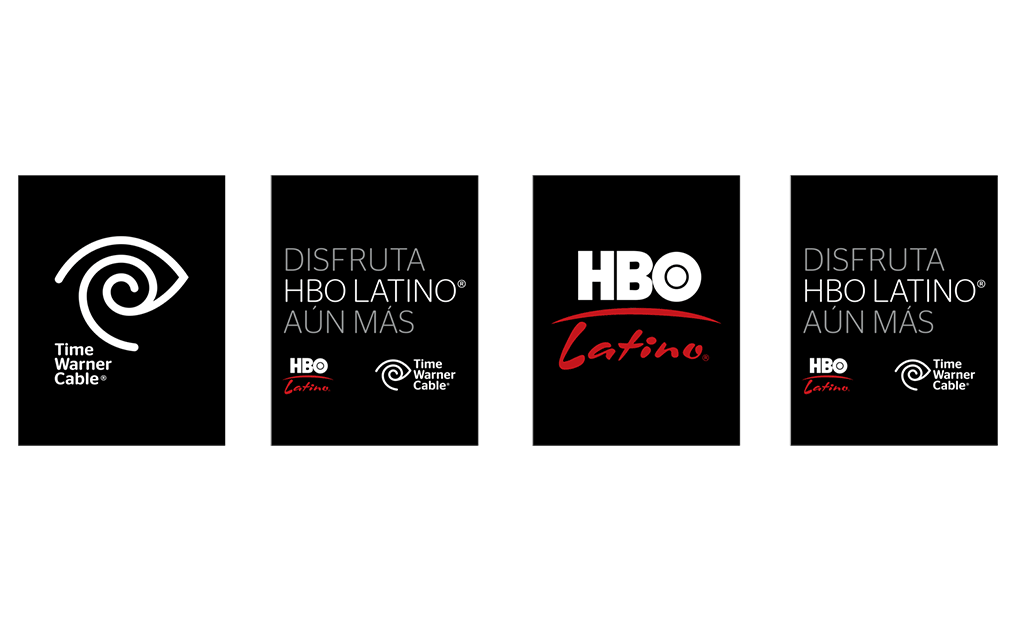 Time
Warner
Cable®
DISFRUTA
HBO LATINO®
AÚN MÁS
HBO
Latino®
Time
Warner
Cable®
HBO
Latino®
DISFRUTA
HBO LATINO®
AÚN MÁS
HBO
Latino®
Time
Warner
Cable®